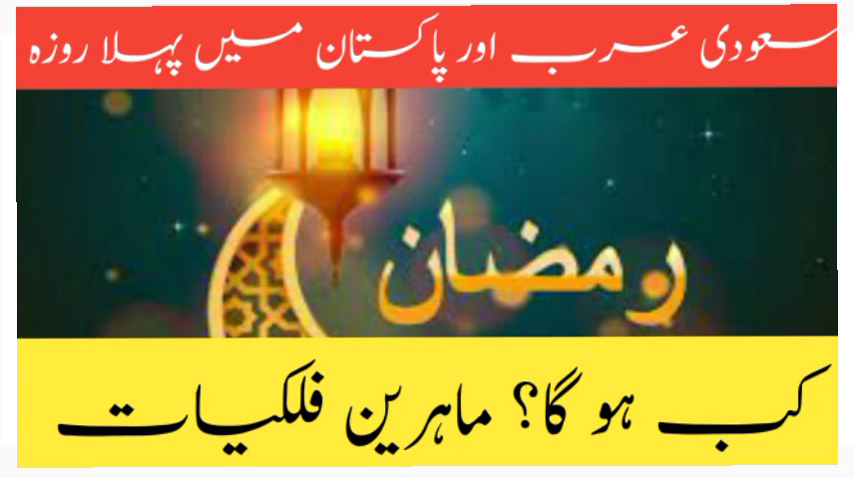 سعودی عرب اور پاکستان میں پہلا روزہ
رمضان
کب ہو گا؟ ماہرین فلکیات